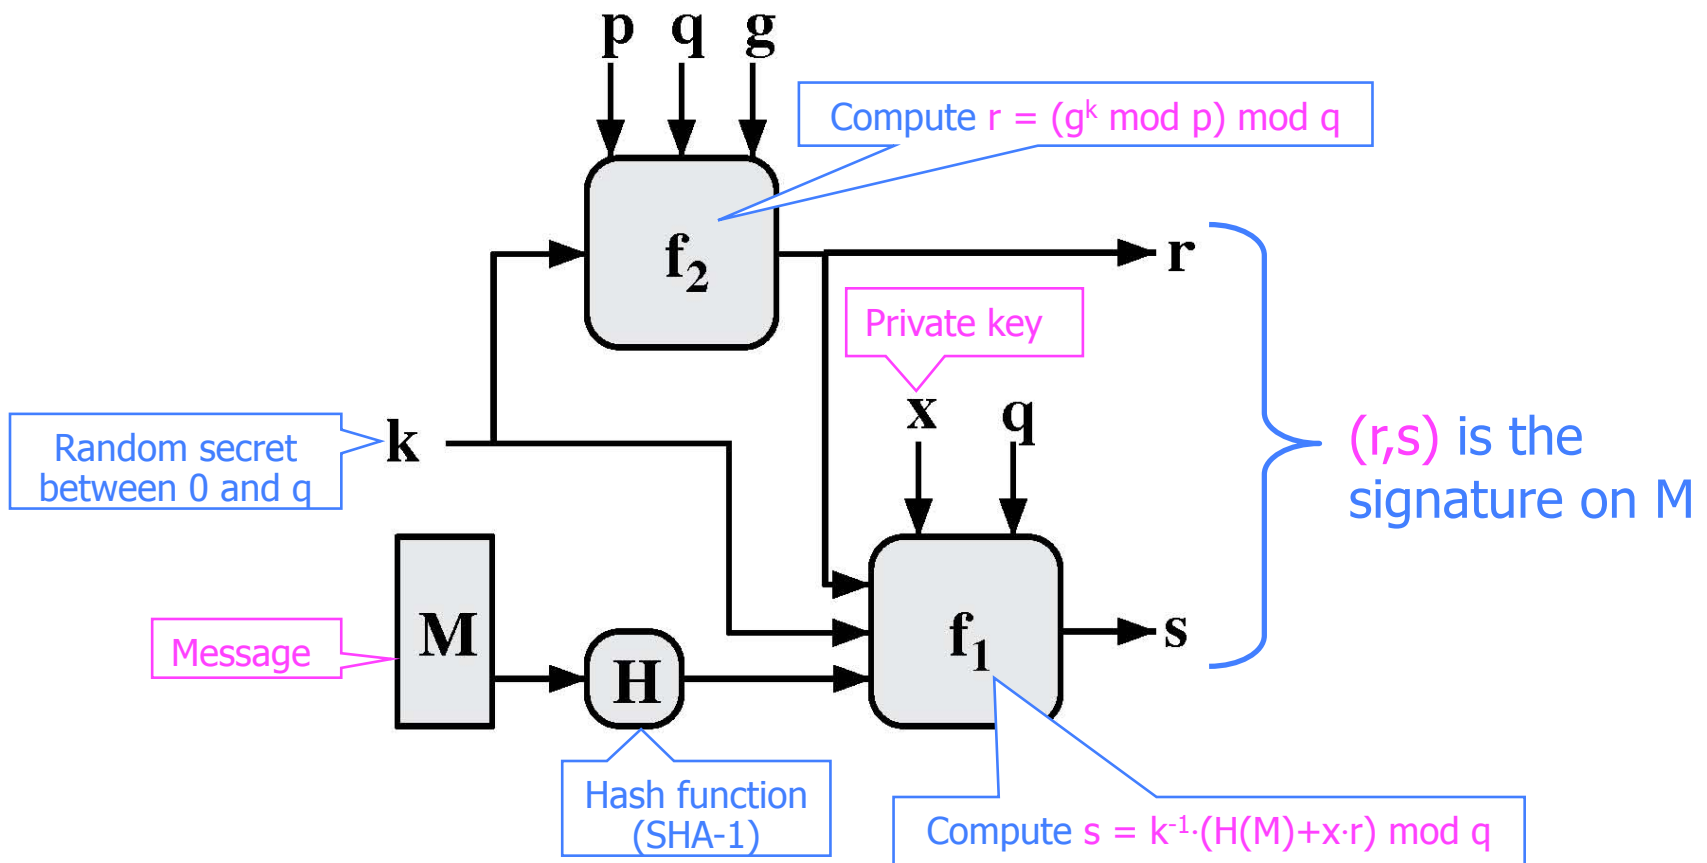 p q g
Compute r = (gᵏ mod p) mod q
f₂
r
Private key
x q
k
Random secret
between 0 and q
(r,s) is the
signature on M
M
Message
H
f₁
s
Hash function
(SHA-1)
Compute s = k⁻¹·(H(M)+x·r) mod q